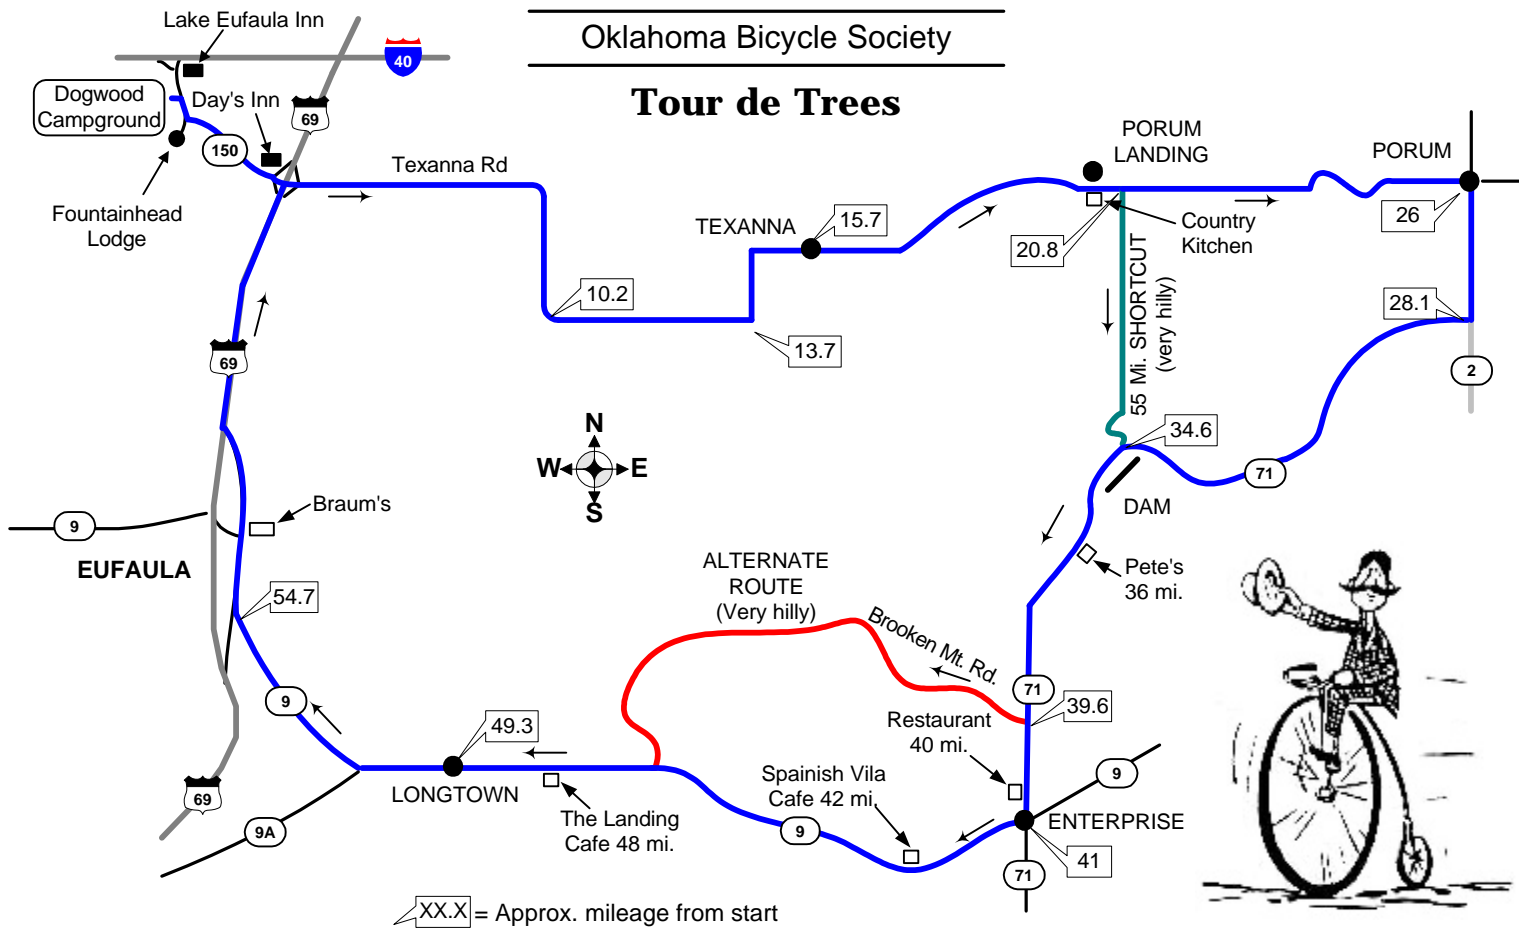 Lake Eufaula Inn
Oklahoma Bicycle Society
Tour de Trees
40
Dogwood
Campground
Day's Inn
69
150
Texanna Rd
Fountainhead
Lodge
PORUM
LANDING
PORUM
TEXANNA
15.7
20.8
Country
Kitchen
26
10.2
13.7
28.1
55 Mi. SHORTCUT
(very hilly)
69
2
34.6
71
DAM
N
W
E
S
Braum's
9
EUFAULA
54.7
ALTERNATE
ROUTE
(Very hilly)
Brooken Mt. Rd.
Pete's
36 mi.
71
39.6
9
49.3
LONGTOWN
69
9A
The Landing
Cafe 48 mi.
Restaurant
40 mi.
Spainish Vila
Cafe 42 mi.
9
9
ENTERPRISE
41
71
XX.X = Approx. mileage from start